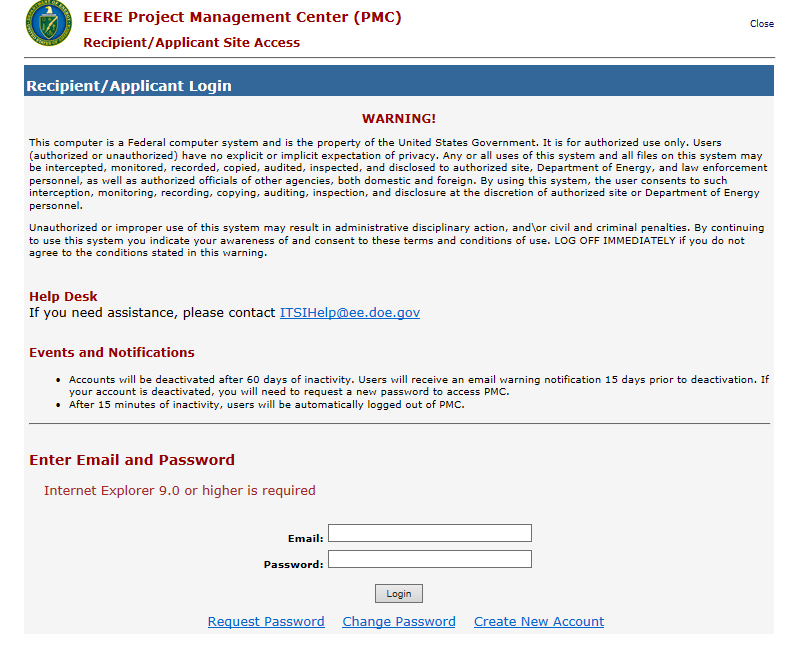 EERE Project Management Center (PMC)
Close
Recipient/Applicant Site Access
Recipient/Applicant Login
WARNING!
This computer is a Federal computer system and is the property of the United States Government. It is for authorized use only. Users
(authorized or unauthorized) have no explicit or implicit expectation of privacy. Any or all uses of this system and all files on this system may
be intercepted, monitored, recorded, copied, audited, inspected, and disclosed to authorized site, Department of Energy, and law enforcement
personnel, as well as authorized officials of other agencies, both domestic and foreign. By using this system, the user consents to such
interception, monitoring, recording, copying, auditing, inspection, and disclosure at the discretion of authorized site or Department of Energy
personnel.
Unauthorized or improper use of this system may result in administrative disciplinary action, and\or civil and criminal penalties. By continuing
to use this system you indicate your awareness of and consent to these terms and conditions of use. LOG OFF IMMEDIATELY if you do not
agree to the conditions stated in this warning.
Help Desk
If you need assistance, please contact ITSIHelp@ee.doe.gov
Events and Notifications
• Accounts will be deactivated after 60 days of inactivity. Users will receive an email warning notification 15 days prior to deactivation. If
your account is deactivated, you will need to request a new password to access PMC.
• After 15 minutes of inactivity, users will be automatically logged out of PMC.
Enter Email and Password
Internet Explorer 9.0 or higher is required
Email:
Password:
Login
Request Password Change Password Create New Account